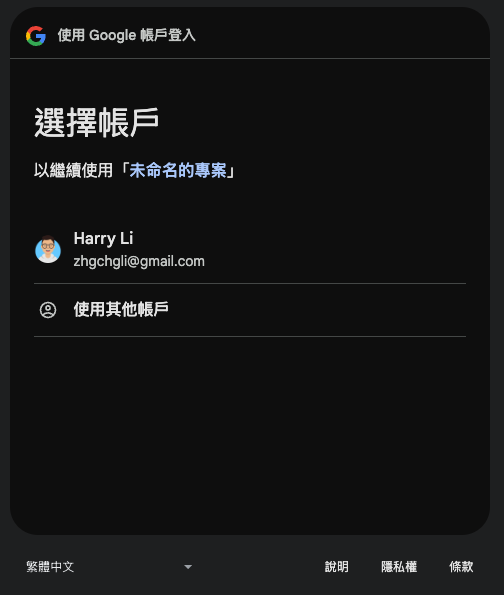 使用 Google 帳戶登入
選擇帳戶
以繼續使用「未命名的專案」
Harry Li
zhgchgli@gmail.com
使用其他帳戶
繁體中文
說明
隱私權
條款